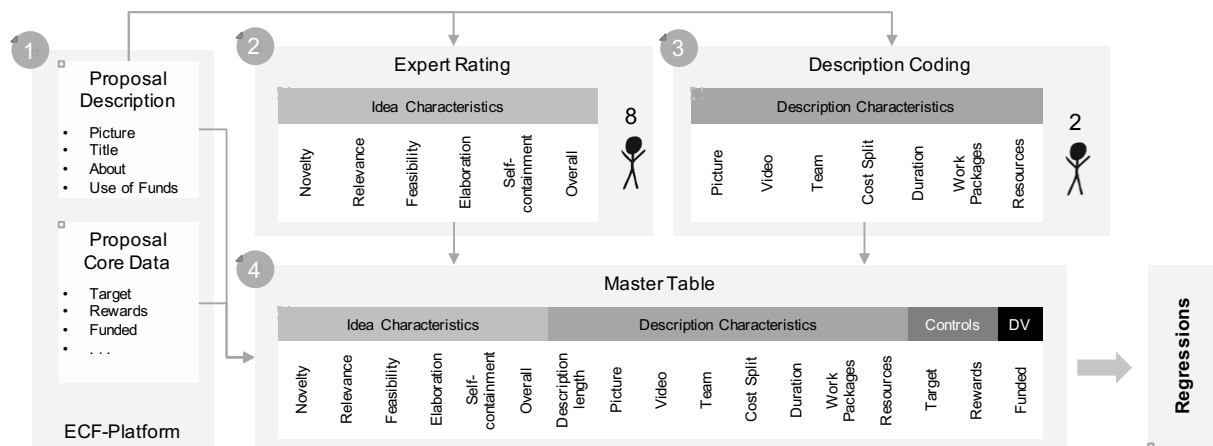 1
Proposal
Description
• Picture
• Title
• About
• Use of Funds
Proposal
Core Data
• Target
• Rewards
• Funded
• . . .
ECF-Platform
2
Expert Rating
Idea Characteristics
Novelty
Relevance
Feasibility
Elaboration
Self-
containment
Overall
8
3
Description Coding
Description Characteristics
Picture
Video
Team
Cost Split
Duration
Work
Packages
Resources
2
4
Master Table
Idea Characteristics
Description Characteristics
Controls
DV
Novelty
Relevance
Feasibility
Elaboration
Self-
containment
Overall
Description
length
Picture
Video
Team
Cost Split
Duration
Work
Packages
Resources
Target
Rewards
Funded
Regressions